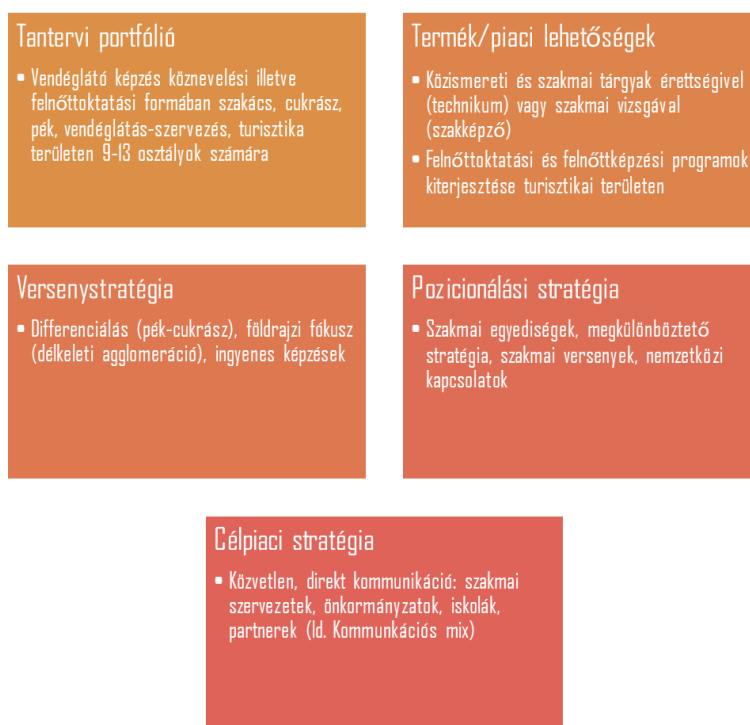 Tantervi portfólió
• Vendéglátó képzés köznevelési illetve
felnőttoktatási formában szakács, cukrász,
pék, vendéglátás-szervezés, turisztika
területen 9-13 osztályok számára
Termék/piaci lehetőségek
• Közismereti és szakmai tárgyak érettségivel
(technikum) vagy szakmai vizsgával
(szakképző)
• Felnőttoktatási és felnőttképzési programok
kiterjesztése turisztikai területen
Versenystratégia
• Differenciálás (pék-cukrász), földrajzi fókusz
(délkeleti agglomeráció), ingyenes képzések
Pozicionálási stratégia
• Szakmai egyediségek, megkülönböztető
stratégia, szakmai versenyek, nemzetközi
kapcsolatok
Célpiaci stratégia
• Közvetlen, direkt kommunikáció: szakmai
szervezetek, önkormányzatok, iskolák,
partnerek (ld. Kommunkációs mix)